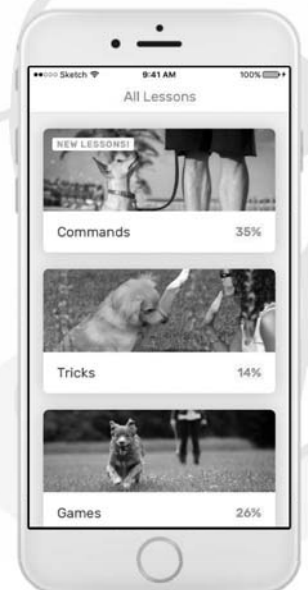 Sketch 9:41 AM 100%
All Lessons
NEW LESSONS!
Commands 35%
Tricks 14%
Games 26%